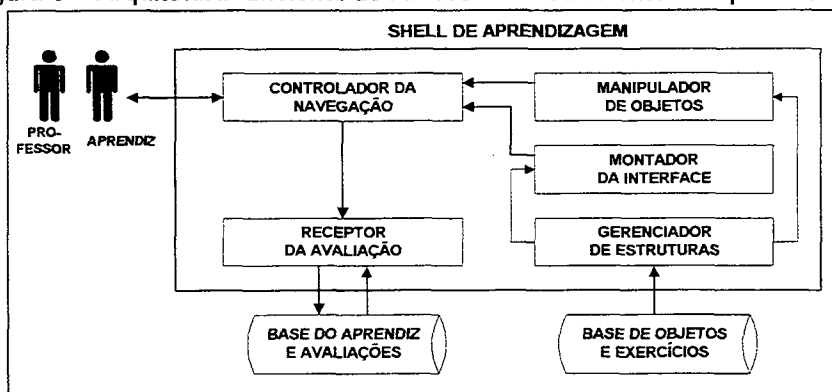 SHELL DE APRENDIZAGEM
CONTROLADOR DA
NAVEGAÇÃO
MANIPULADOR
DE OBJETOS
PRO-
FESSOR
APRENDIZ
MONTADOR
DA INTERFACE
RECEPTOR
DA AVALIAÇÃO
GERENCIADOR
DE ESTRUTURAS
BASE DO APRENDIZ
E AVALIAÇÕES
BASE DE OBJETOS
E EXERCÍCIOS